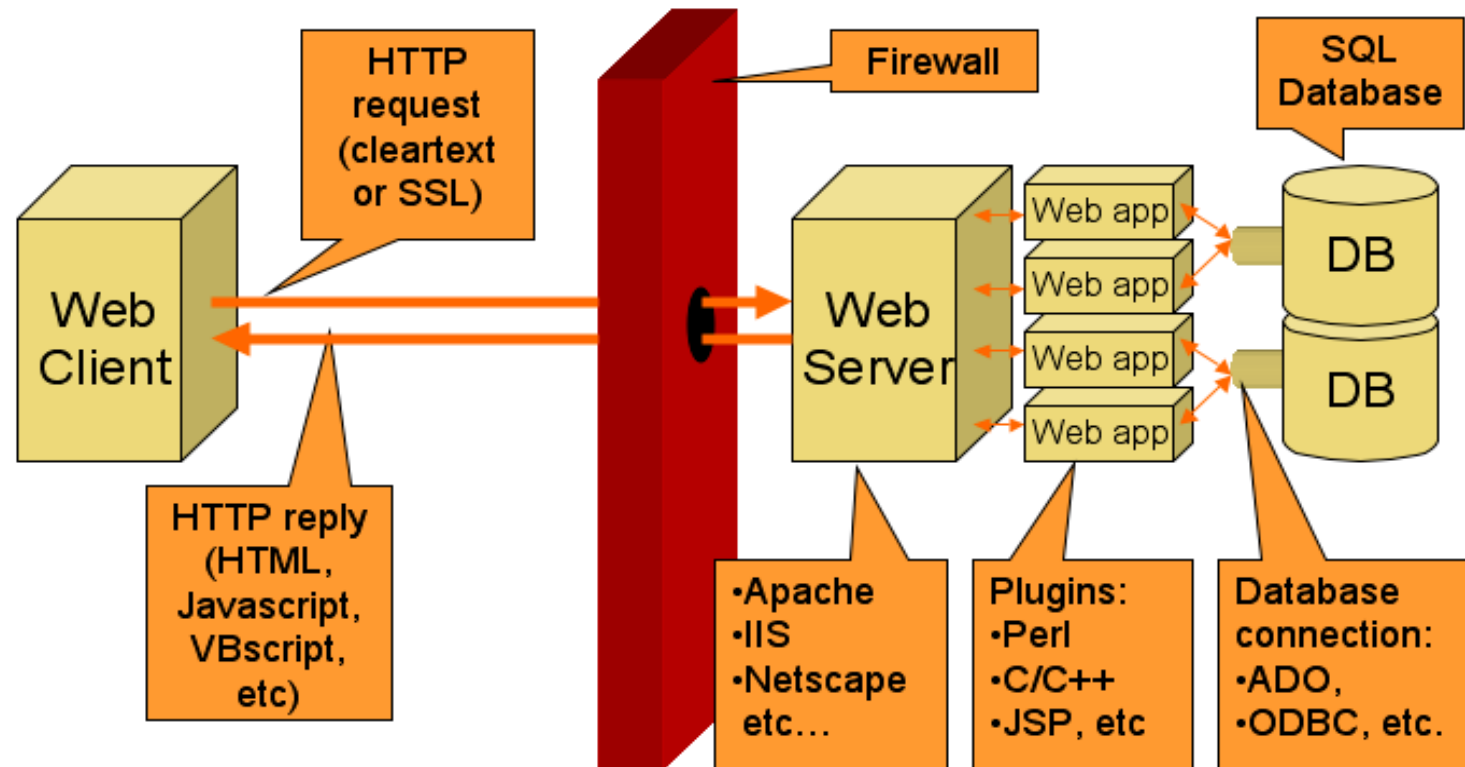 HTTP
request
(cleartext
or SSL)
Firewall
SQL
Database
Web
Client
Web
Server
Web app
Web app
Web app
Web app
DB
DB
HTTP reply
(HTML,
Javascript,
VBscript,
etc)
•Apache
•IIS
•Netscape
etc…
Plugins:
•Perl
•C/C++
•JSP, etc
Database
connection:
•ADO,
•ODBC, etc.